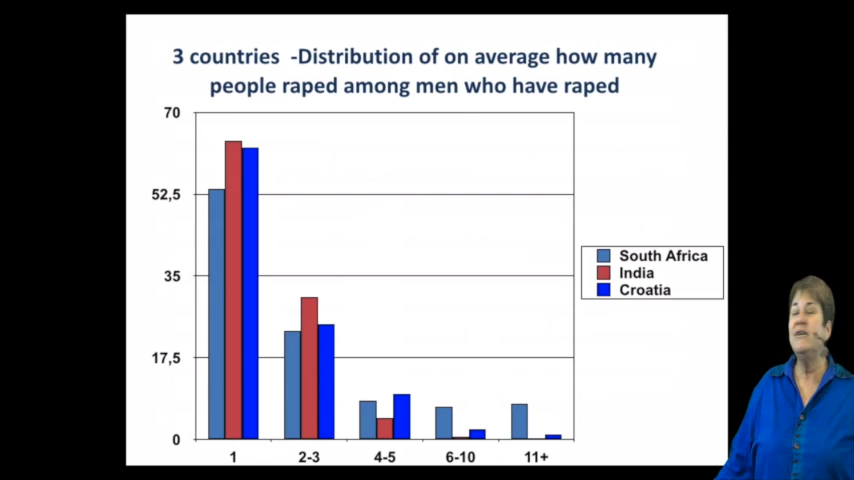 3 countries -Distribution of on average how many
people raped among men who have raped
70
52,5
35
17,5
0
1
2-3
4-5
6-10
11+
South Africa
India
Croatia